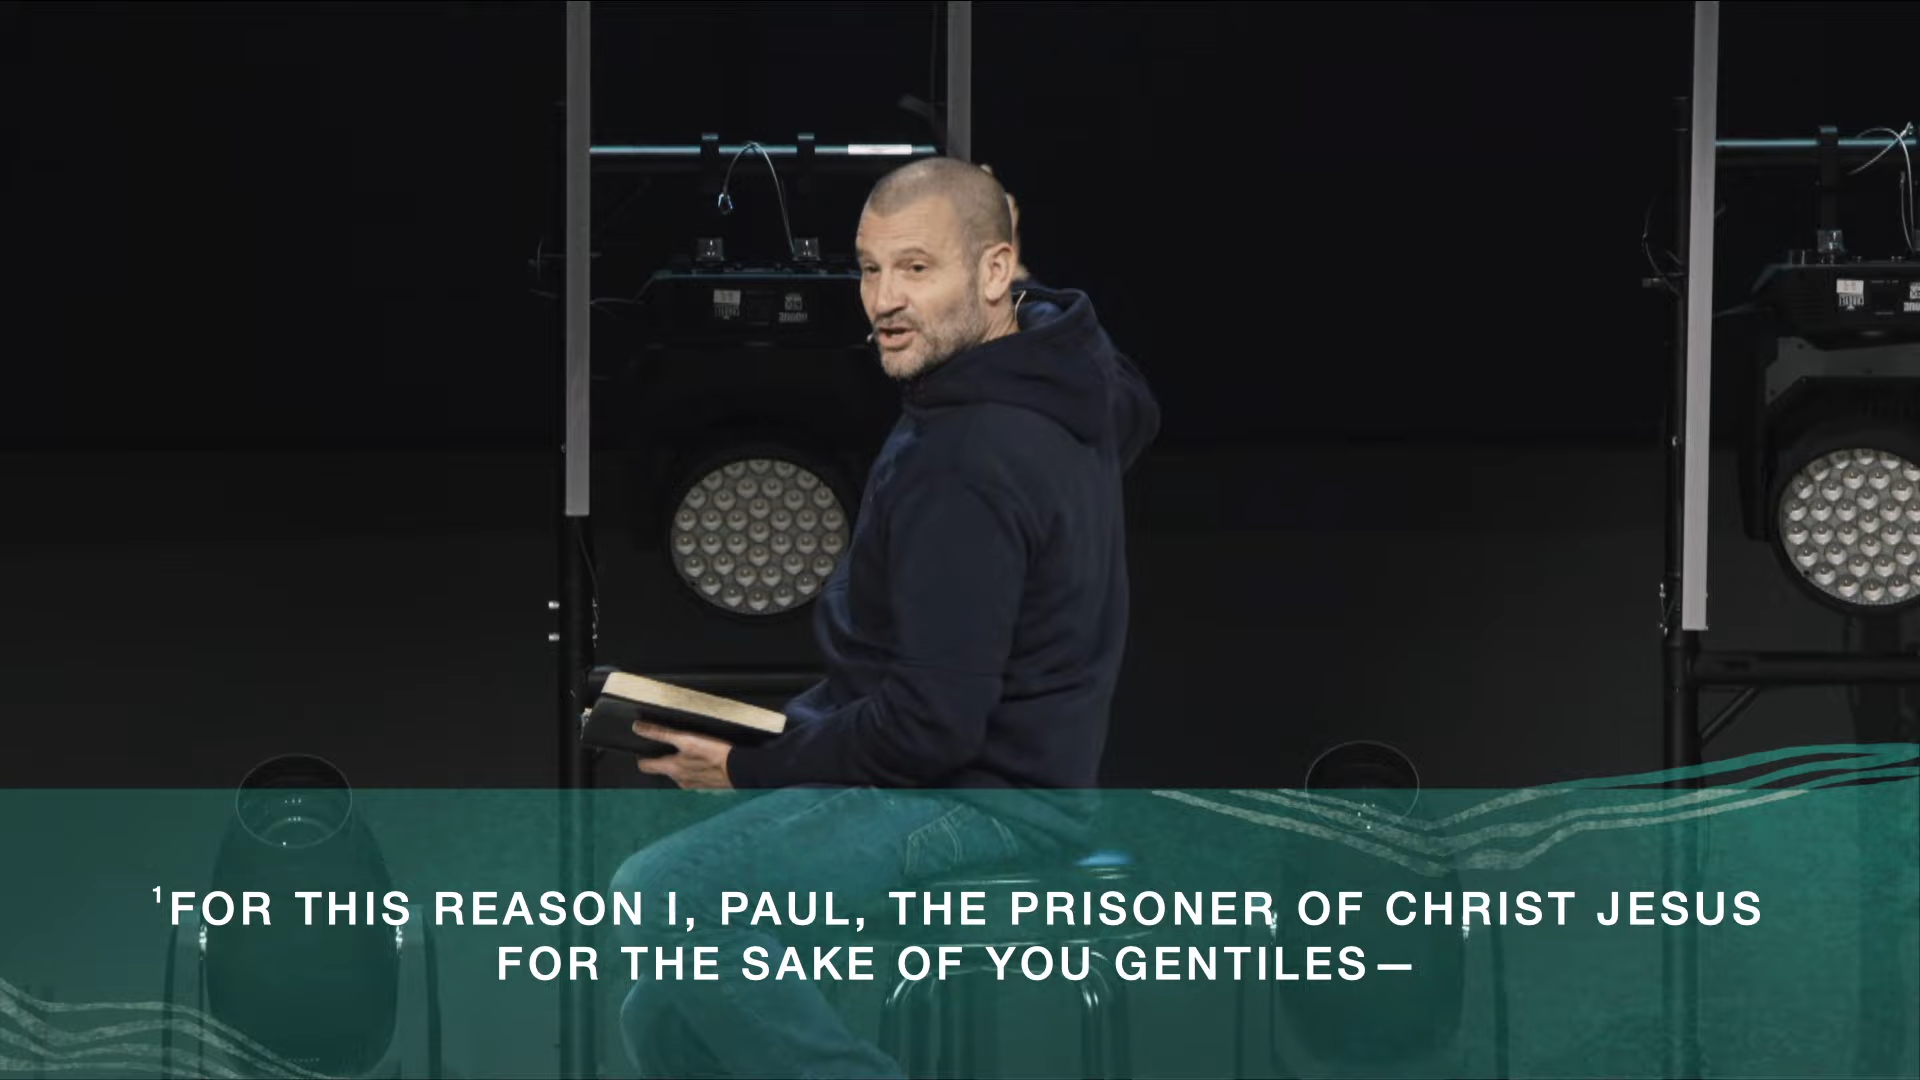 ¹FOR THIS REASON I, PAUL, THE PRISONER OF CHRIST JESUS
FOR THE SAKE OF YOU GENTILES—